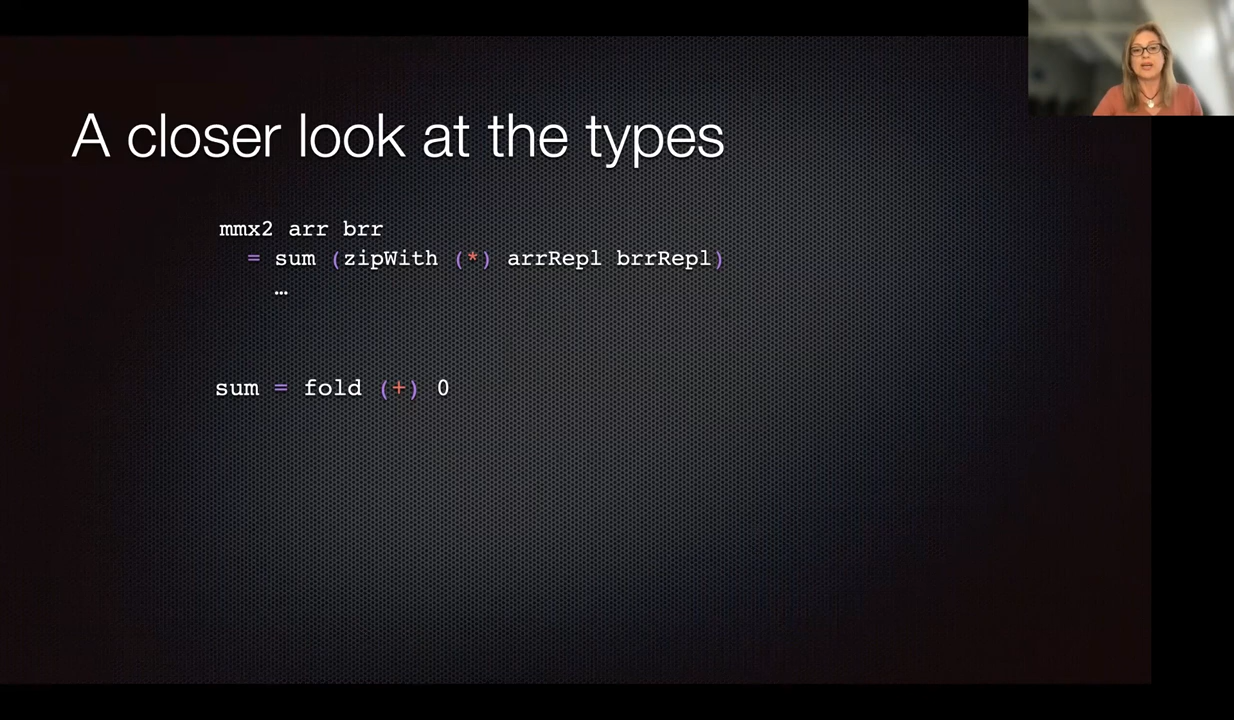 A closer look at the types
mmx2 arr brr
= sum (zipWith (*) arrRepl brrRepl)
…
sum = fold (+) 0